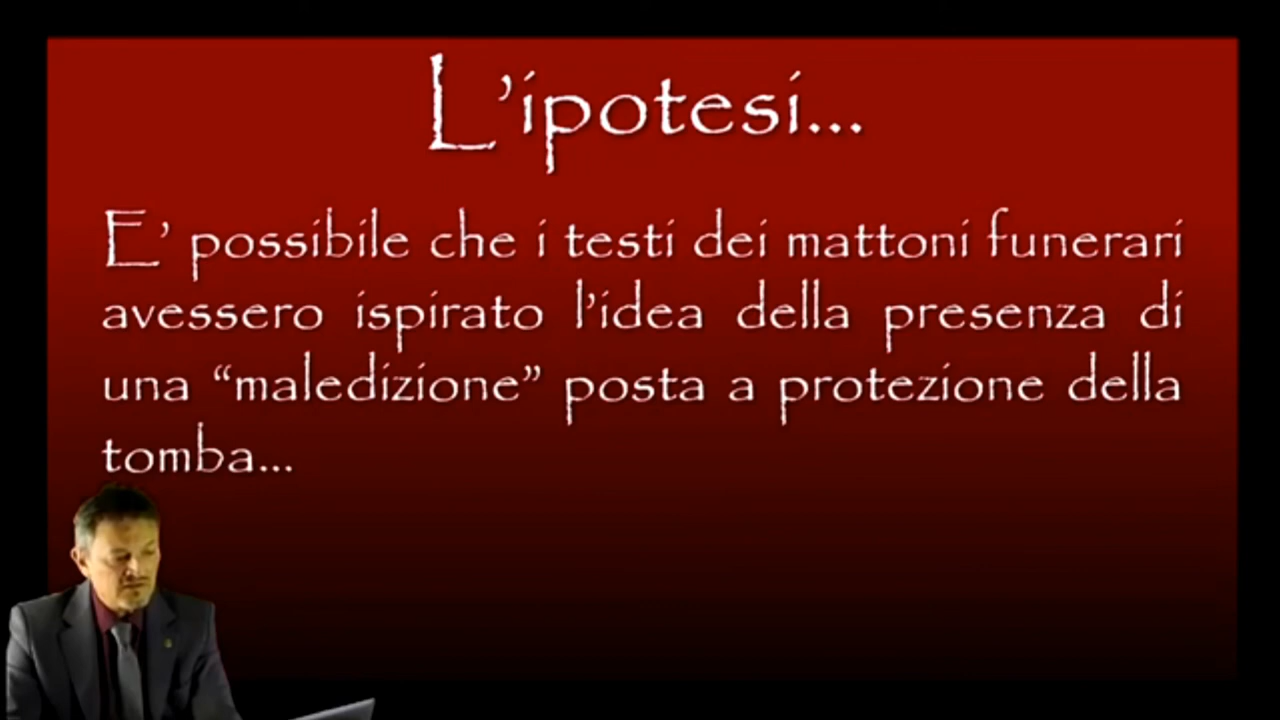 L'ipotesi...
E' possibile che i testi dei mattoni funerari
avessero ispirato l'idea della presenza di
una “maledizione” posta a protezione della
tomba...